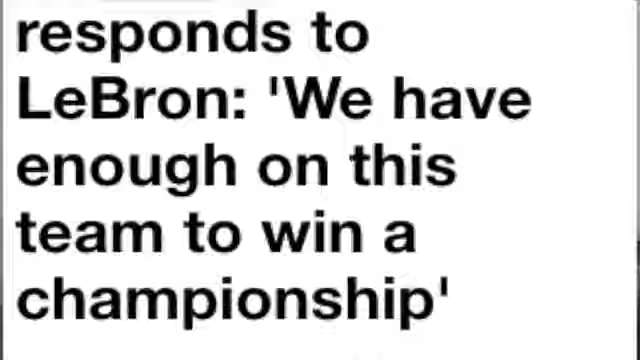 responds to
LeBron: 'We have
enough on this
team to win a
championship'